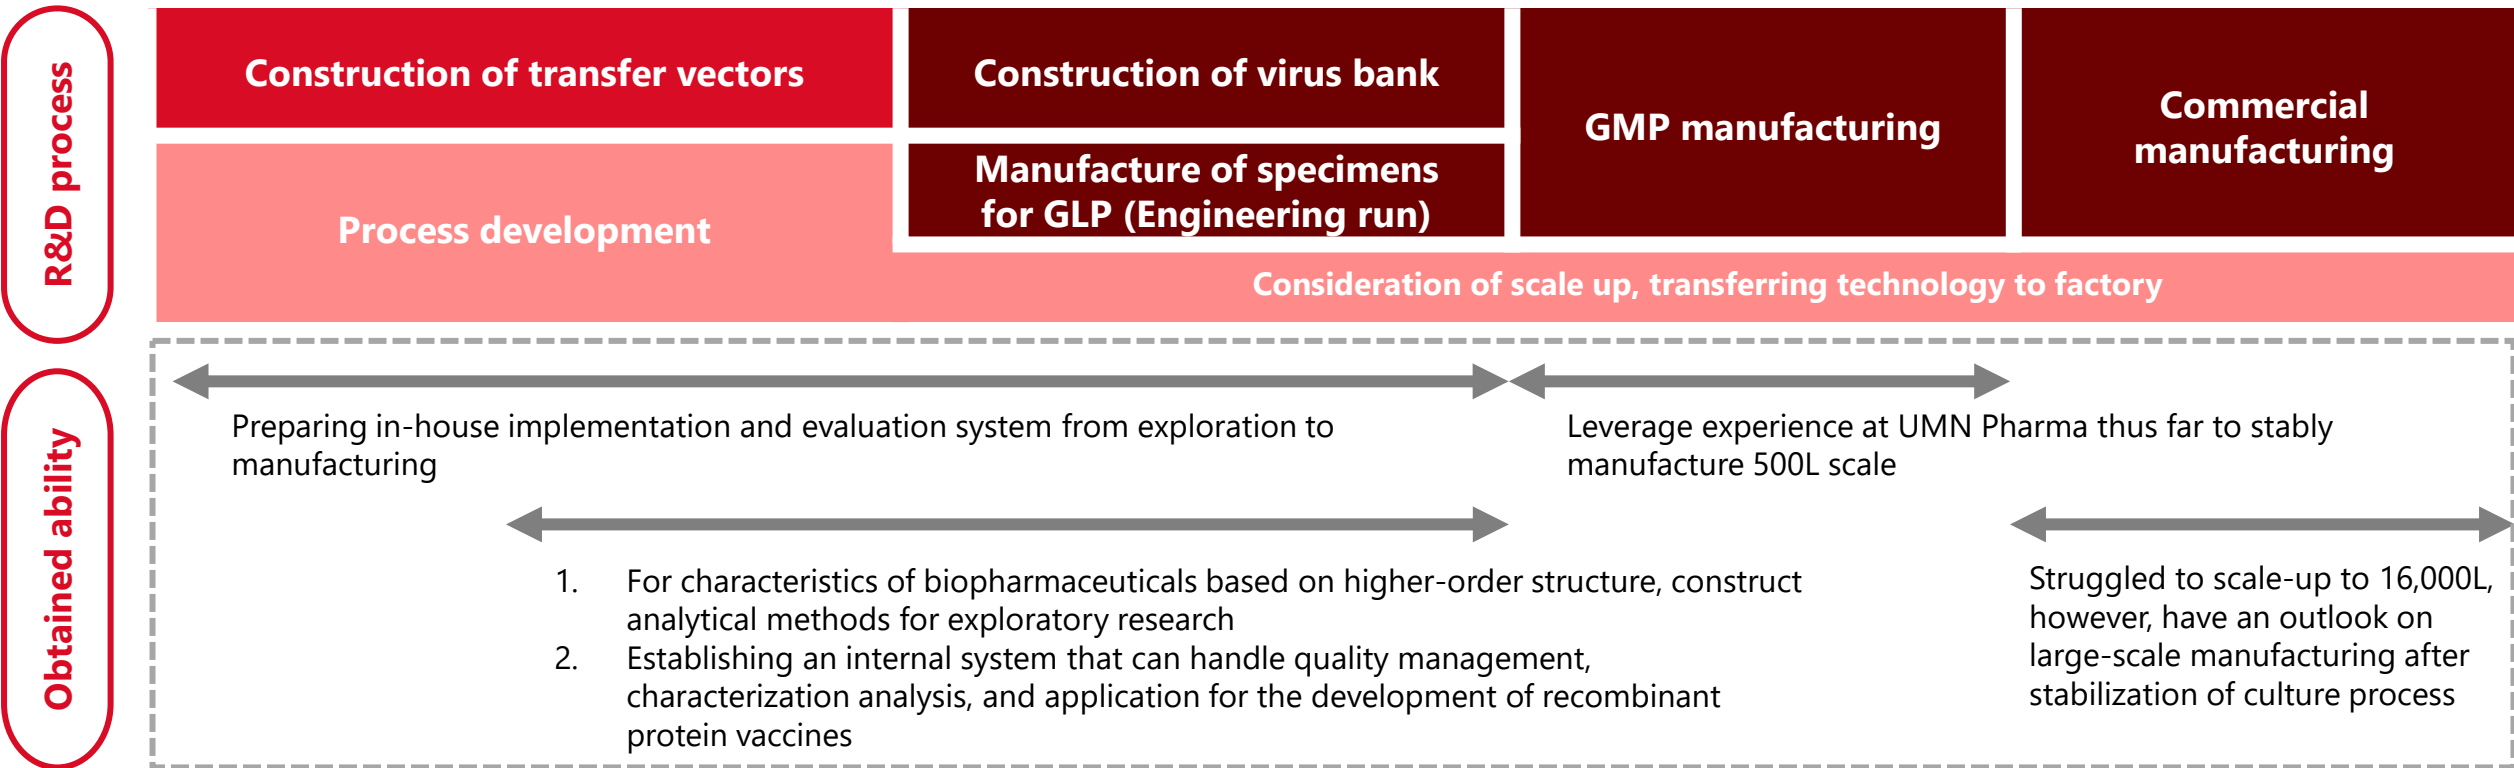 R&D process
Construction of transfer vectors
Construction of virus bank
GMP manufacturing
Commercial
manufacturing
Process development
Manufacture of specimens
for GLP (Engineering run)
Consideration of scale up, transferring technology to factory
Obtained ability
Preparing in-house implementation and evaluation system from exploration to
manufacturing
Leverage experience at UMN Pharma thus far to stably
manufacture 500L scale
1. For characteristics of biopharmaceuticals based on higher-order structure, construct
analytical methods for exploratory research
2. Establishing an internal system that can handle quality management,
characterization analysis, and application for the development of recombinant
protein vaccines
Struggled to scale-up to 16,000L,
however, have an outlook on
large-scale manufacturing after
stabilization of culture process